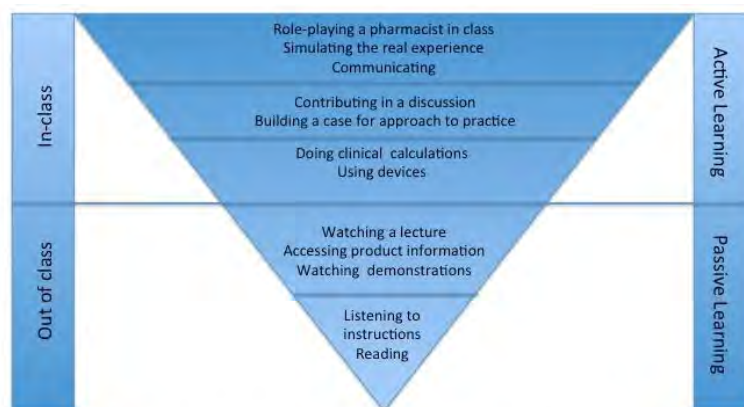 In-class
Out of class
Role-playing a pharmacist in class
Simulating the real experience
Communicating
Contributing in a discussion
Building a case for approach to practice
Doing clinical calculations
Using devices
Watching a lecture
Accessing product information
Watching demonstrations
Listening to
instructions
Reading
Active Learning
Passive Learning